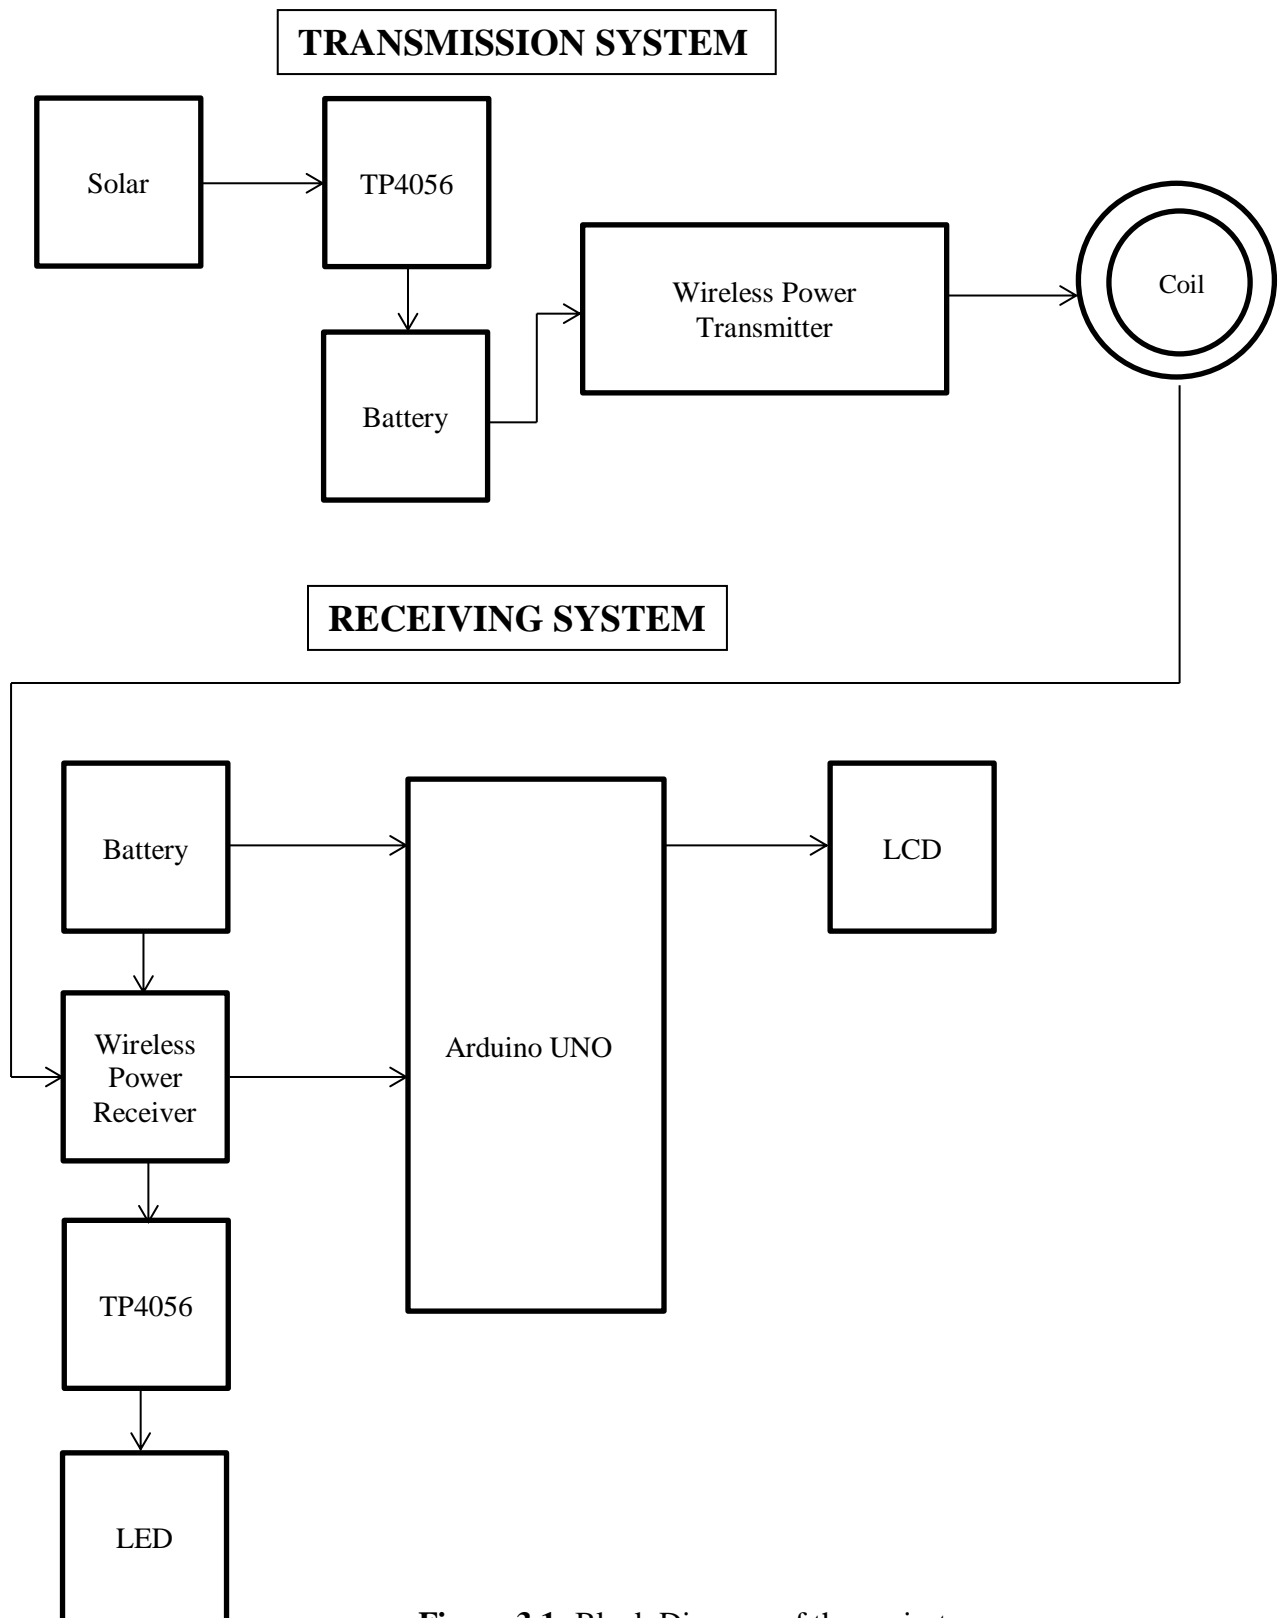 TRANSMISSION SYSTEM
Solar
TP4056
Wireless Power
Transmitter
Coil
Battery
RECEIVING SYSTEM
Battery
LCD
Wireless
Power
Receiver
Arduino UNO
TP4056
LED
Figure 3.1: Block Diagram of the project